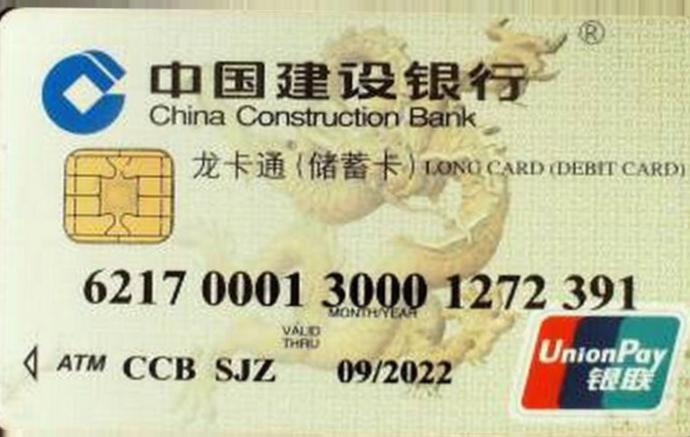 ®
中国建设银行
China Construction Bank
龙卡通(储蓄卡) LONG CARD (DEBIT CARD)
6217 0001 3000 1272 391
MONTH/YEAR
VALID
THRU
ATM CCB SJZ 09/2022
UnionPay
银联